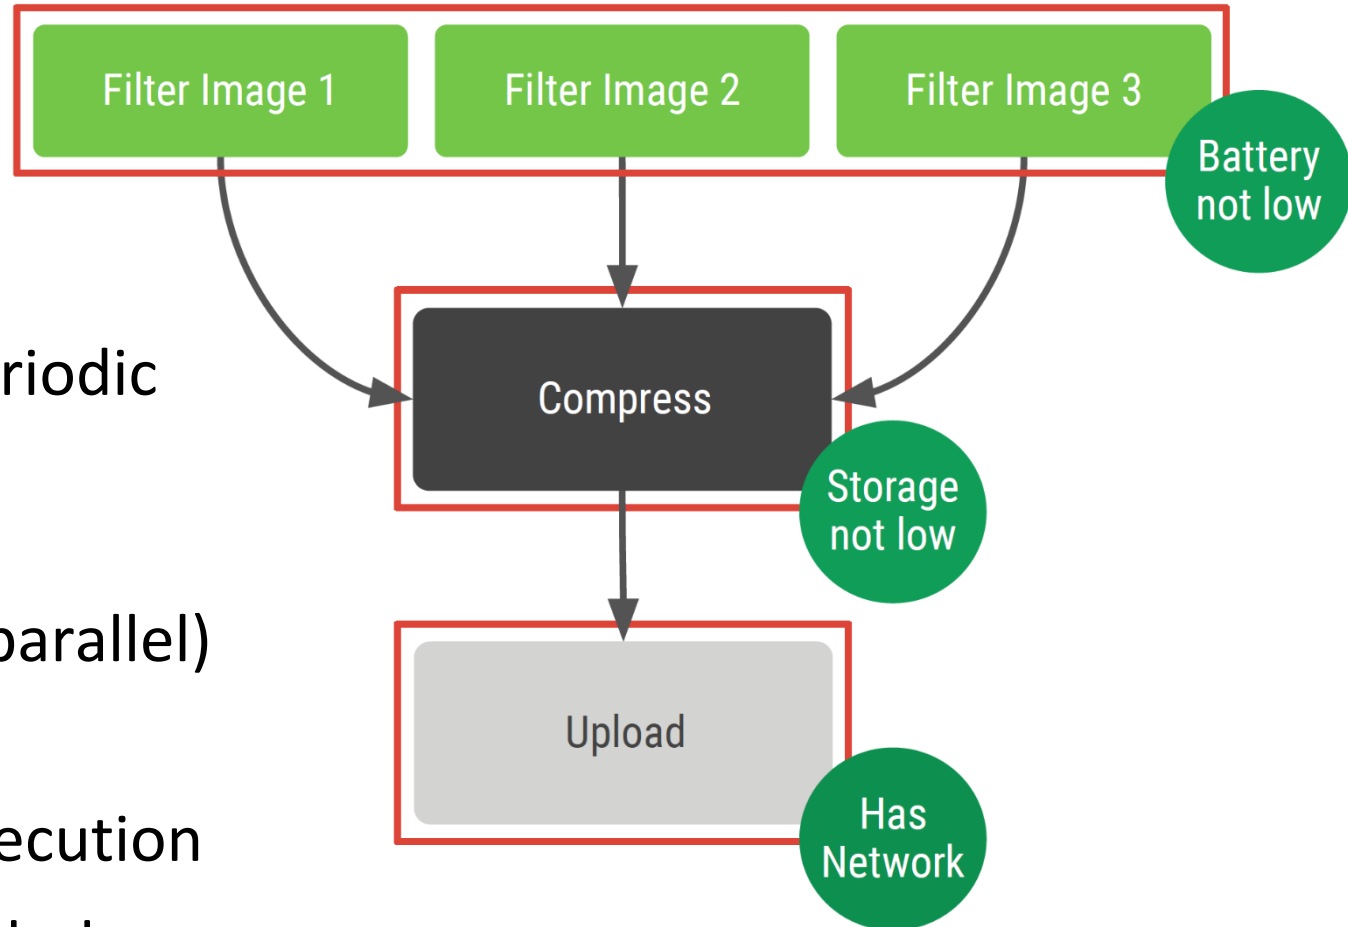 Filter Image 1
Filter Image 2
Filter Image 3
Battery
not low
riodic
Compress
Storage
not low
parallel)
Upload
Has
Network
ecution